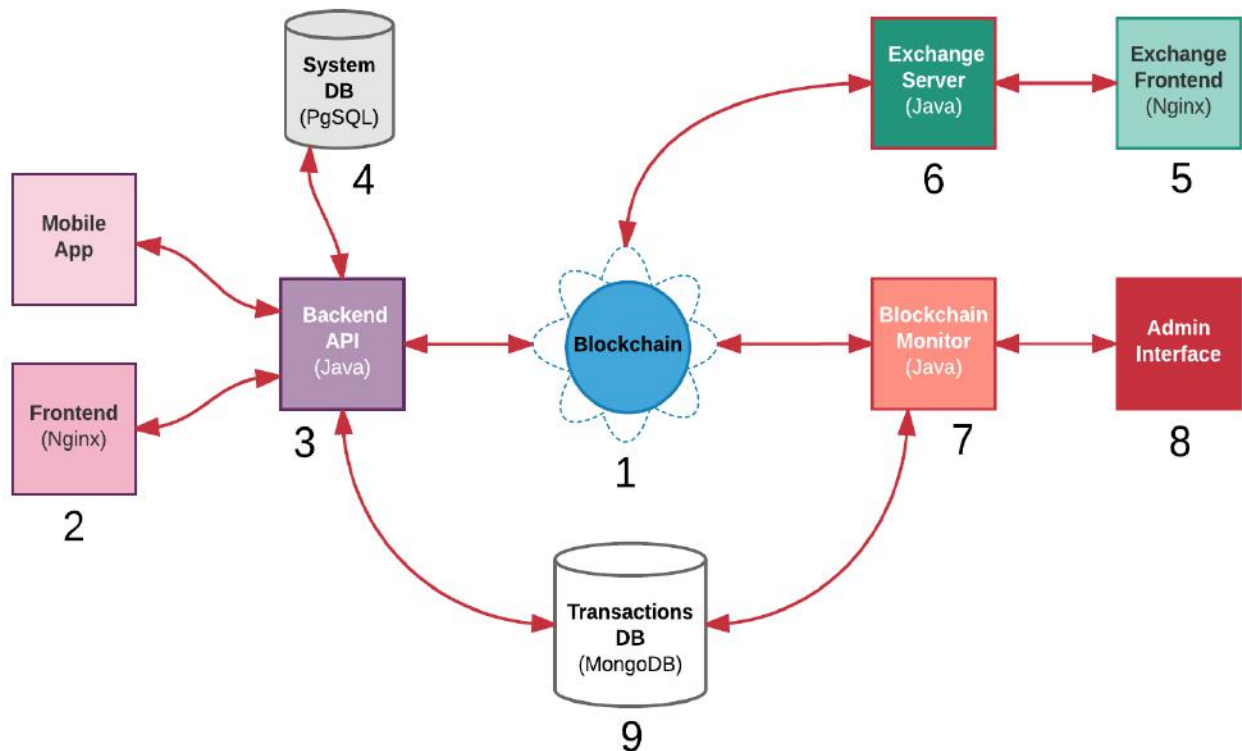 System
DB
(PgSQL)
4
Exchange
Server
(Java)
6
Exchange
Frontend
(Nginx)
5
Mobile
App
Frontend
(Nginx)
2
Backend
API
(Java)
3
Blockchain
1
Blockchain
Monitor
(Java)
7
Admin
Interface
8
Transactions
DB
(MongoDB)
9